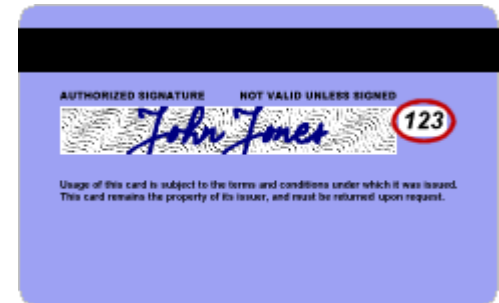 AUTHORIZED SIGNATURE NOT VALID UNLESS SIGNED
John Jones 123
Usage of this card is subject to the terms and conditions under which it was issued.
This card remains the property of its issuer, and must be returned upon request.